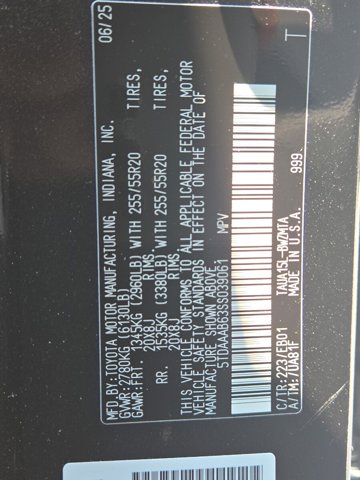 MFD. BY: TOYOTA MOTOR MANUFACTURING, INDIANA, INC. 06/25
GVWR: 2780KG (6130LB)
GAWR: FRT. 1345KG (2960LB) WITH 255/55R20 TIRES,
20X8J RIMS,
RR. 1535KG (3380LB) WITH 255/55R20 TIRES,
20X8J RIMS.
THIS VEHICLE CONFORMS TO ALL APPLICABLE FEDERAL MOTOR
VEHICLE SAFETY STANDARDS IN EFFECT ON THE DATE OF
MANUFACTURE SHOWN ABOVE.
5TDAAAB63SS039061 MPV
999
C/TR: 223/EB01 TAUA15L-BWZMTA
A/TM: /UA81F MADE IN U.S.A. T